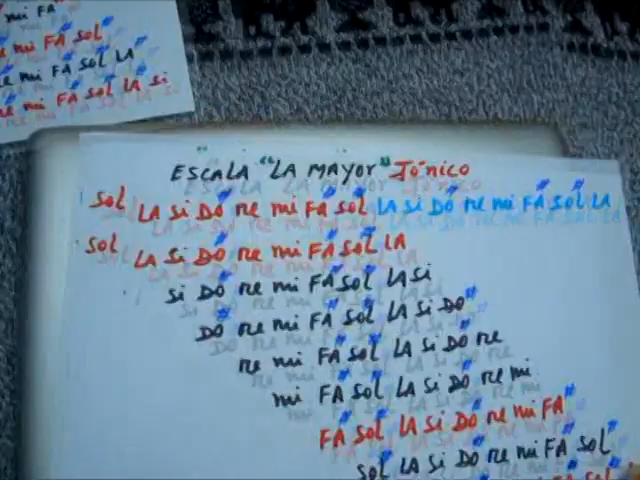 mi FA
Re mi FA# SOL
Re mi FA# SOL# LA
Re mi FA# SOL# LA Si
ESCALA "LA MAYOR" JÓNICO
SOL LA Si DO# Re mi FA# SOL# LA Si DO# Re mi FA# SOL# LA
SOL LA Si DO# Re mi FA# SOL# LA
Si DO# Re mi FA# SOL# LA Si
DO# Re mi FA# SOL# LA Si DO#
Re mi FA# SOL# LA Si DO# Re
mi FA# SOL# LA Si DO# Re mi
FA# SOL# LA Si DO# Re mi FA#
SOL# LA Si DO# Re mi FA# SOL#